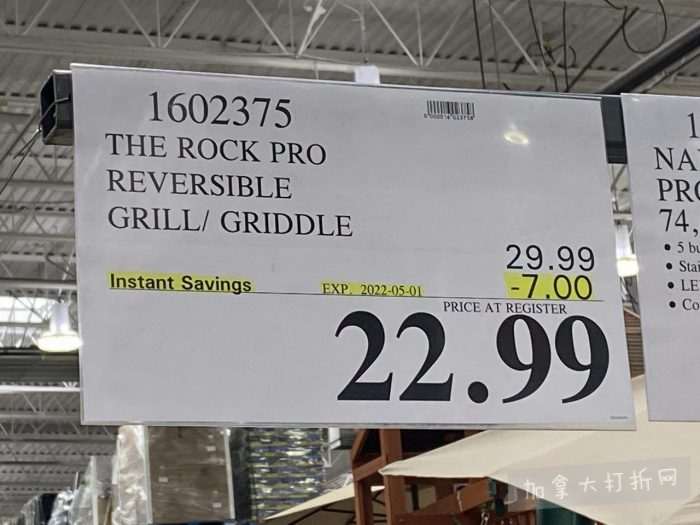 1602375
THE ROCK PRO
REVERSIBLE
GRILL/ GRIDDLE
29.99
Instant Savings EXP. 2022-05-01 -7.00
PRICE AT REGISTER
22.99
1
NA
PR
74,
• 5 bu
• Stai
• LE
• Co
加拿大打折网